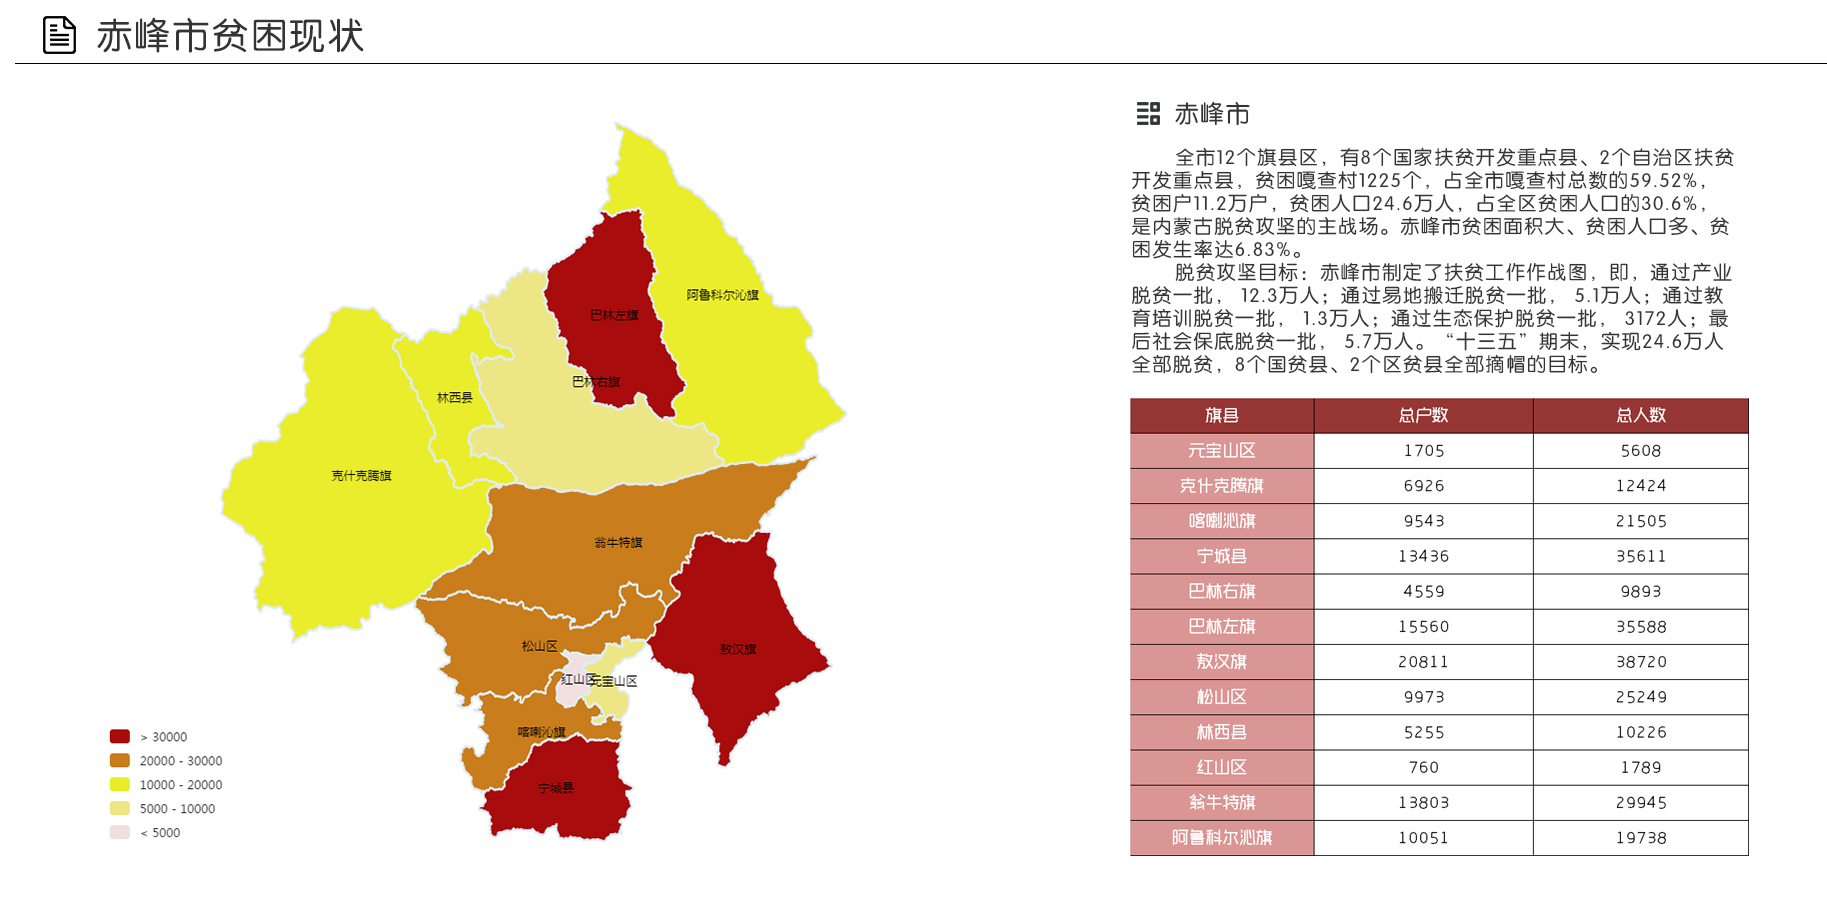 赤峰市贫困现状
赤峰市
全市12个旗县区，有8个国家扶贫开发重点县、2个自治区扶贫
开发重点县，贫困嘎查村1225个，占全市嘎查村总数的59.52%，
贫困户11.2万户，贫困人口24.6万人，占全区贫困人口的30.6%，
是内蒙古脱贫攻坚的主战场。赤峰市贫困面积大、贫困人口多、贫
困发生率达6.83%。
脱贫攻坚目标：赤峰市制定了扶贫工作作战图，即，通过产业
脱贫一批， 12.3万人；通过易地搬迁脱贫一批， 5.1万人；通过教
育培训脱贫一批， 1.3万人；通过生态保护脱贫一批， 3172人；最
后社会保底脱贫一批， 5.7万人。“十三五”期末，实现24.6万人
全部脱贫，8个国贫县、2个区贫县全部摘帽的目标。
旗县 总户数 总人数
元宝山区 1705 5608
克什克腾旗 6926 12424
喀喇沁旗 9543 21505
宁城县 13436 35611
巴林右旗 4559 9893
巴林左旗 15560 35588
敖汉旗 20811 38720
松山区 9973 25249
林西县 5255 10226
红山区 760 1789
翁牛特旗 13803 29945
阿鲁科尔沁旗 10051 19738
阿鲁科尔沁旗
巴林左旗
巴林右旗
林西县
克什克腾旗
翁牛特旗
松山区
敖汉旗
红山区
元宝山区
喀喇沁旗
宁城县
> 30000
20000 - 30000
10000 - 20000
5000 - 10000
< 5000